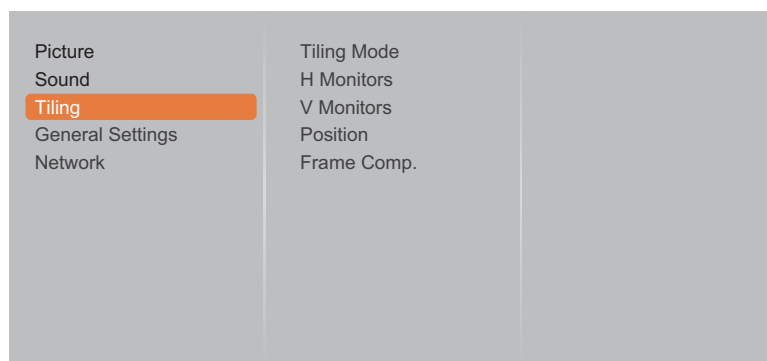 Picture
Sound
Tiling
General Settings
Network
Tiling Mode
H Monitors
V Monitors
Position
Frame Comp.